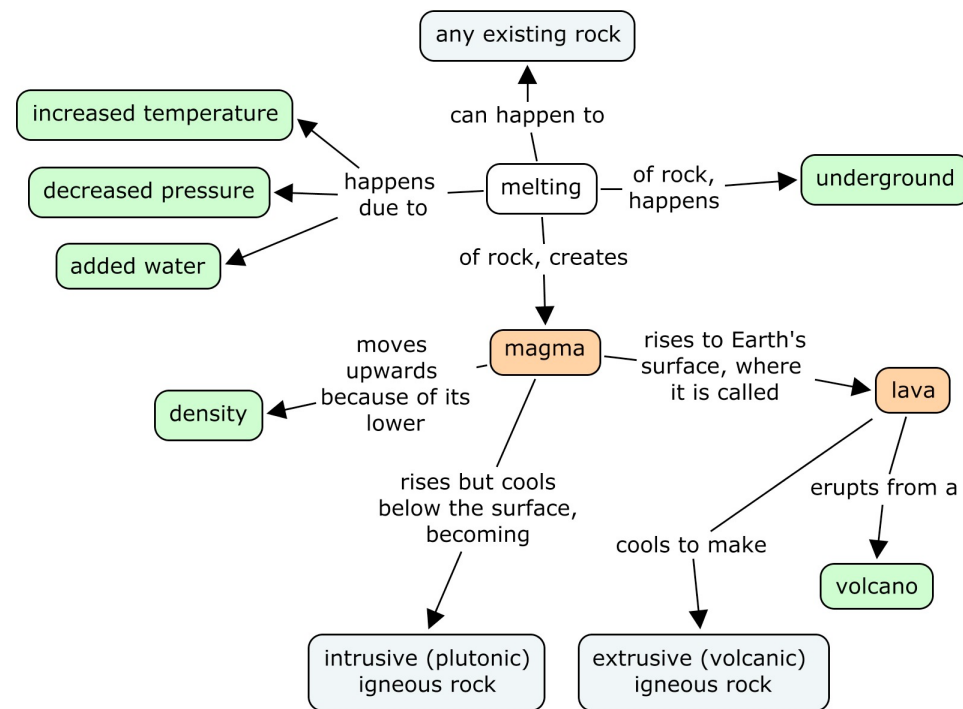 any existing rock
can happen to
increased temperature
decreased pressure
added water
happens
due to
melting
of rock,
happens
underground
of rock, creates
magma
moves
upwards
because of its
lower
density
rises to Earth's
surface, where
it is called
lava
rises but cools
below the surface,
becoming
intrusive (plutonic)
igneous rock
cools to make
extrusive (volcanic)
igneous rock
erupts from a
volcano